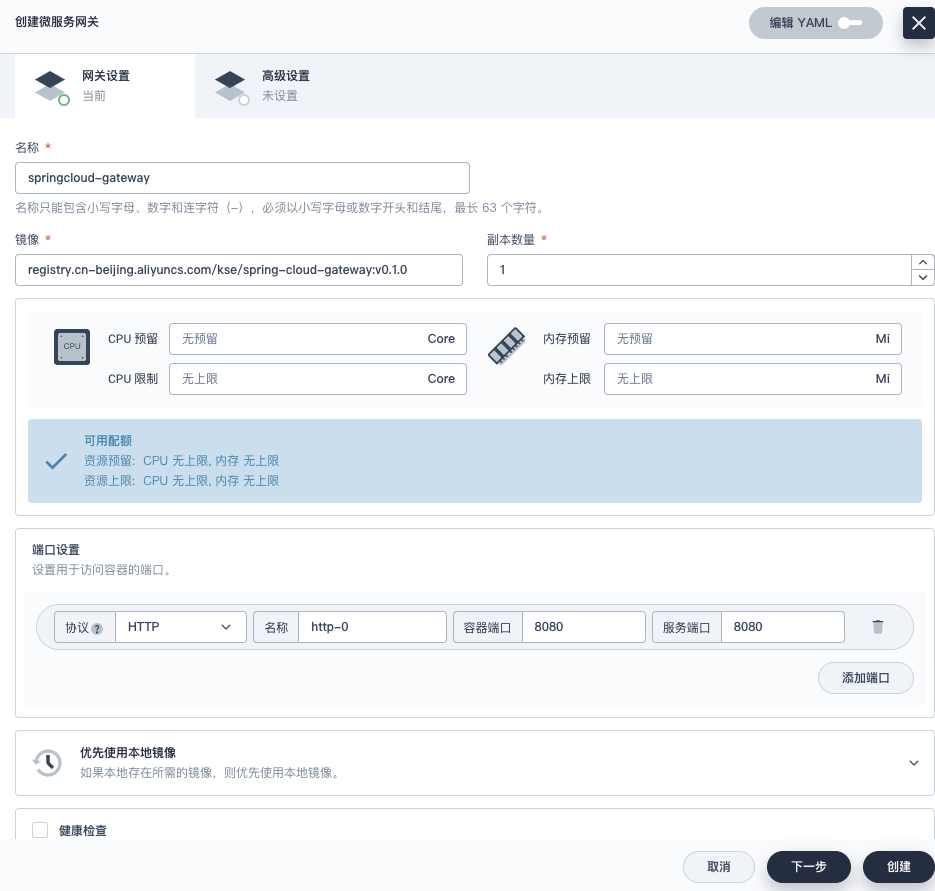 创建微服务网关
编辑 YAML
网关设置
当前
高级设置
未设置
名称 *
springcloud-gateway
名称只能包含小写字母、数字和连字符（-），必须以小写字母或数字开头和结尾，最长 63 个字符。
镜像 *
副本数量 *
registry.cn-beijing.aliyuncs.com/kse/spring-cloud-gateway:v0.1.0
1
CPU
CPU 预留 无预留 Core
内存预留 无预留 Mi
CPU 限制 无上限 Core
内存上限 无上限 Mi
可用配额
资源预留: CPU 无上限, 内存 无上限
资源上限: CPU 无上限, 内存 无上限
端口设置
设置用于访问容器的端口。
协议 ? HTTP 名称 http-0 容器端口 8080 服务端口 8080
添加端口
优先使用本地镜像
如果本地存在所需的镜像，则优先使用本地镜像。
健康检查
取消 下一步 创建